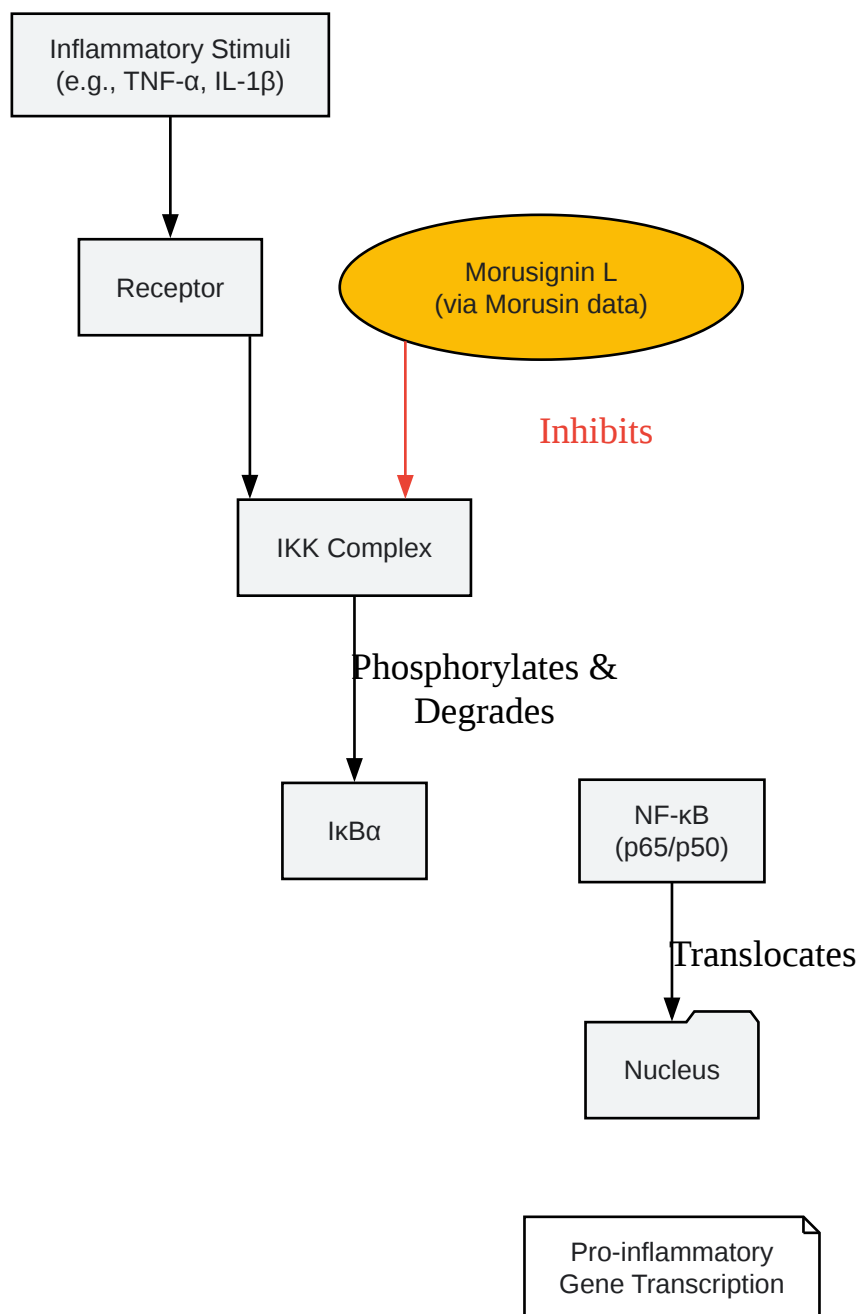 Inflammatory Stimuli
(e.g., TNF-α, IL-1β)
Receptor
Morusignin L
(via Morusin data)
Inhibits
IKK Complex
Phosphorylates &
Degrades
IκBα
NF-κB
(p65/p50)
Translocates
Nucleus
Pro-inflammatory
Gene Transcription